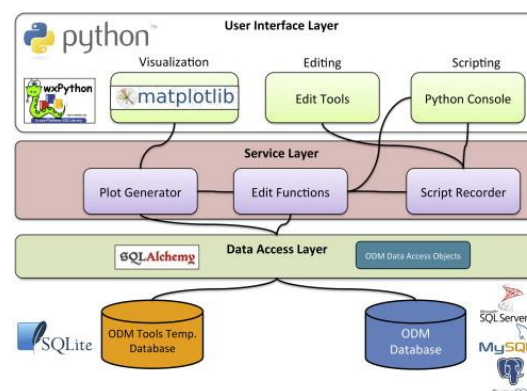 User Interface Layer
python™
Visualization
Editing
Scripting
wxPython
matplotlib
Edit Tools
Python Console
Service Layer
Plot Generator
Edit Functions
Script Recorder
Data Access Layer
SQLAlchemy
ODM Data Access Objects
SQLite
ODM Tools Temp.
Database
ODM
Database
Microsoft
SQL Server
MySQL